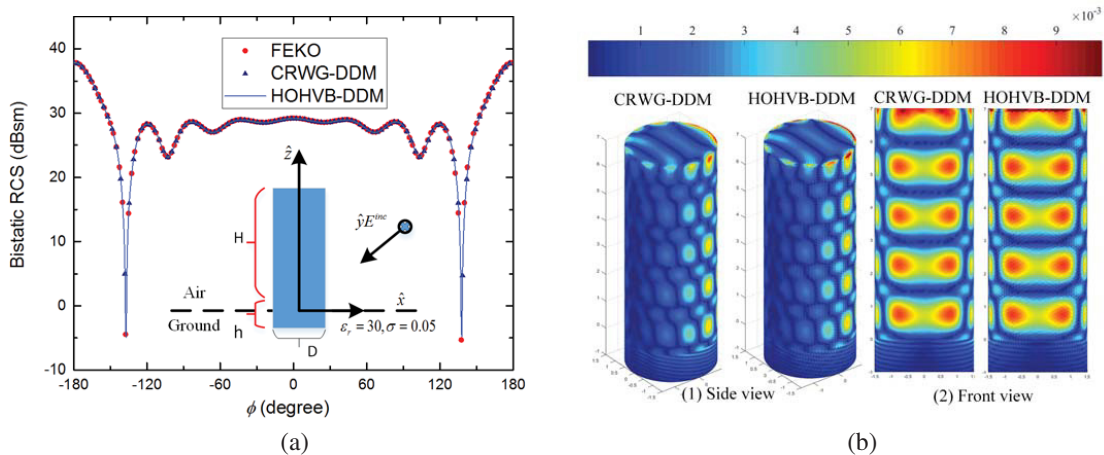 40
30
20
10
0
-10
Bistatic RCS (dBsm)
FEKO
CRWG-DDM
HOHVB-DDM
ẑ
H
ŷE^inc
Air
x̂
Ground
h
ε_r = 30, σ = 0.05
D
-180 -120 -60 0 60 120 180
ϕ (degree)
(a)
×10⁻³
1 2 3 4 5 6 7 8 9
CRWG-DDM HOHVB-DDM CRWG-DDM HOHVB-DDM
(1) Side view
(2) Front view
(b)